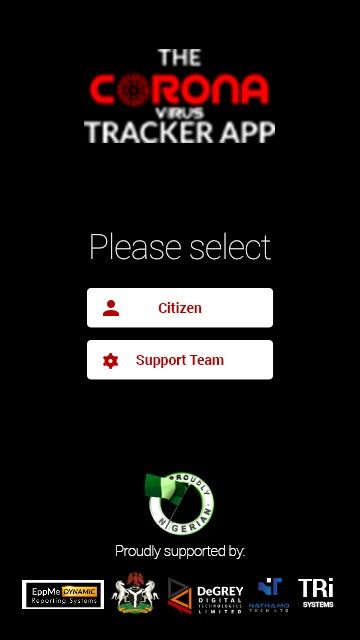 THE
CORONA
VIRUS
TRACKER APP
Please select
Citizen
Support Team
PROUDLY
NIGERIAN
Proudly supported by:
EppMe DYNAMIC
Reporting Systems
DeGREY
DIGITAL
TECHNOLOGIES
LIMITED
NATHAMO
TECH LTD
TRi
SYSTEMS